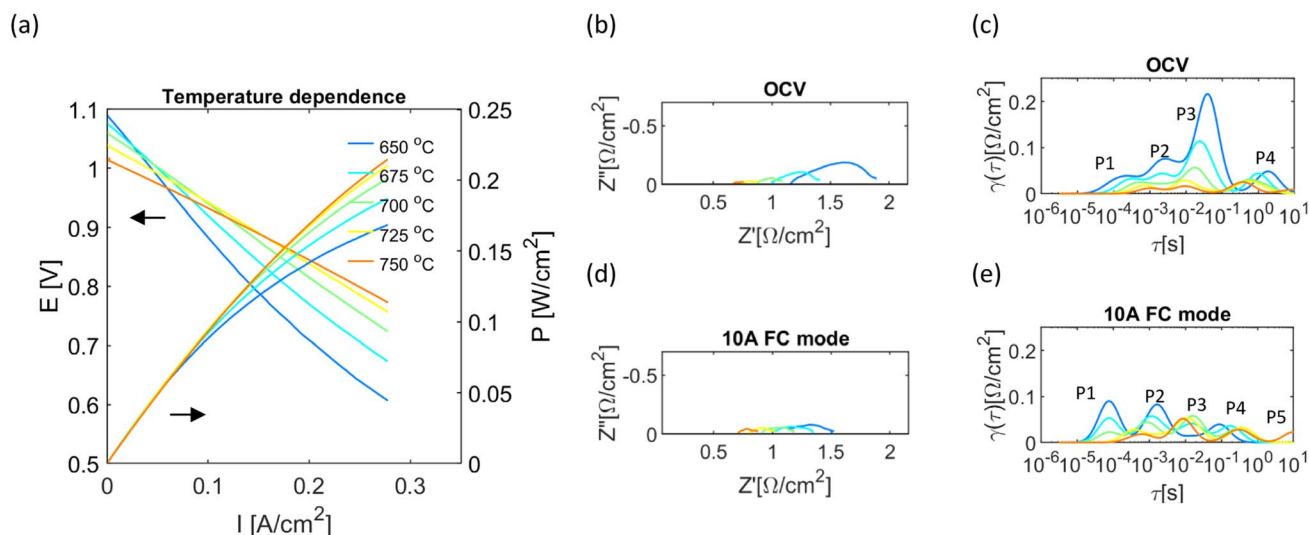 (a)
Temperature dependence
E [V]
1.1
1
0.9
0.8
0.7
0.6
0.5
650 °C
675 °C
700 °C
725 °C
750 °C
0.25
0.2
0.15
0.1
0.05
0
P [W/cm²]
0 0.1 0.2 0.3
I [A/cm²]
(b)
OCV
Z''[Ω/cm²]
-0.5
0
0.5 1 1.5 2
Z'[Ω/cm²]
(c)
OCV
γ(τ)[Ω/cm²]
0.2
0.1
0
P1 P2 P3 P4
10⁻⁶ 10⁻⁵ 10⁻⁴ 10⁻³ 10⁻² 10⁻¹ 10⁰ 10¹
τ[s]
(d)
10A FC mode
Z''[Ω/cm²]
-0.5
0
0.5 1 1.5 2
Z'[Ω/cm²]
(e)
10A FC mode
γ(τ)[Ω/cm²]
0.2
0.1
0
P1 P2 P3 P4 P5
10⁻⁶ 10⁻⁵ 10⁻⁴ 10⁻³ 10⁻² 10⁻¹ 10⁰ 10¹
τ[s]